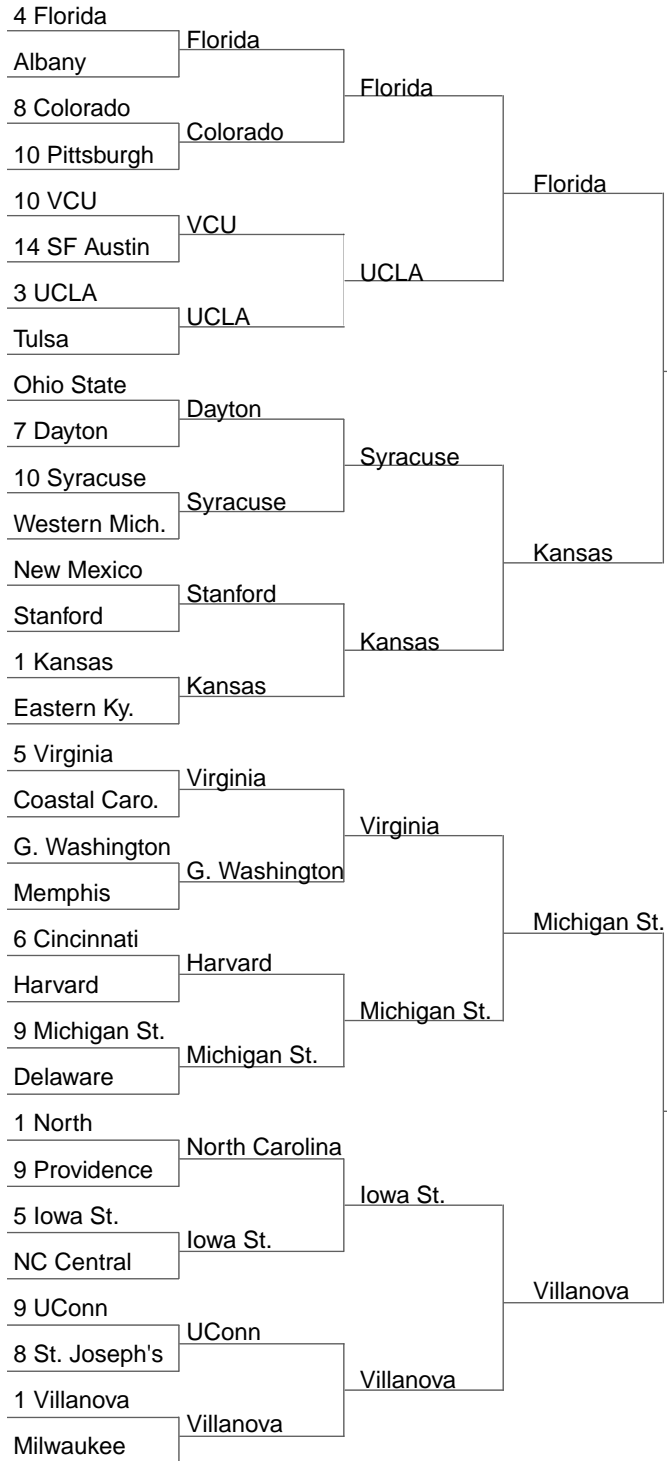 4 Florida
Florida
Albany
Florida
8 Colorado
Colorado
10 Pittsburgh
Florida
10 VCU
VCU
14 SF Austin
UCLA
3 UCLA
UCLA
Tulsa
Ohio State
Dayton
7 Dayton
Syracuse
10 Syracuse
Syracuse
Western Mich.
Kansas
New Mexico
Stanford
Stanford
Kansas
1 Kansas
Kansas
Eastern Ky.
5 Virginia
Virginia
Coastal Caro.
Virginia
G. Washington
G. Washington
Memphis
Michigan St.
6 Cincinnati
Harvard
Harvard
Michigan St.
9 Michigan St.
Michigan St.
Delaware
1 North
North Carolina
9 Providence
Iowa St.
5 Iowa St.
Iowa St.
NC Central
Villanova
9 UConn
UConn
8 St. Joseph's
Villanova
1 Villanova
Villanova
Milwaukee